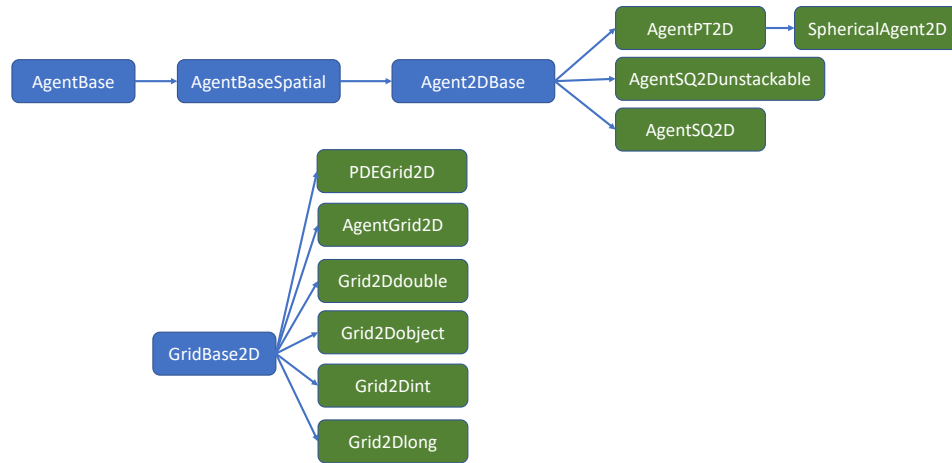 AgentPT2D
SphericalAgent2D
AgentBase
AgentBaseSpatial
Agent2DBase
AgentSQ2Dunstackable
AgentSQ2D
PDEGrid2D
AgentGrid2D
Grid2Ddouble
Grid2Dobject
GridBase2D
Grid2Dint
Grid2Dlong